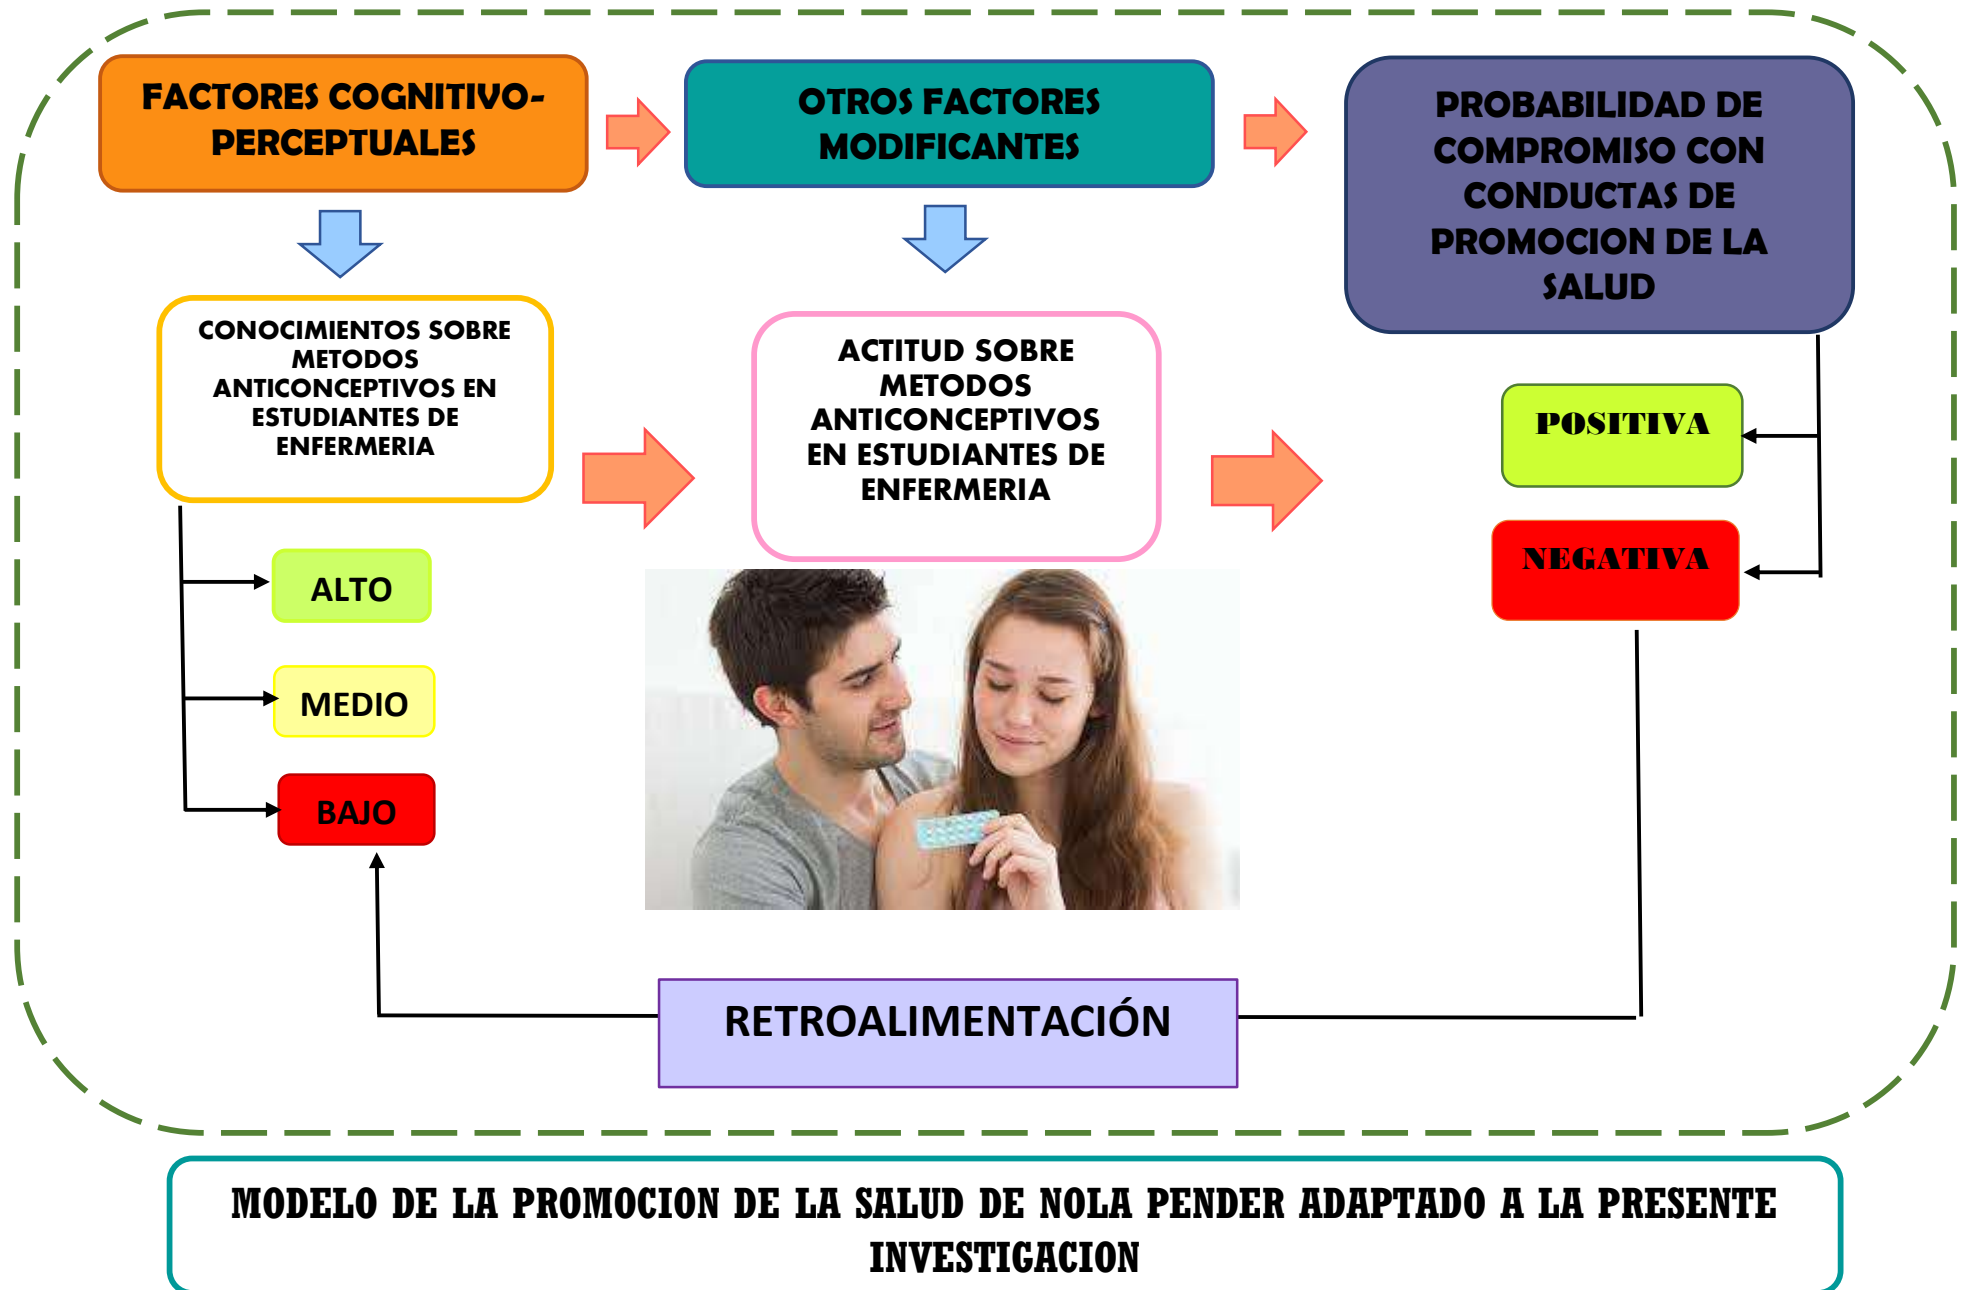 FACTORES COGNITIVO-
PERCEPTUALES
OTROS FACTORES
MODIFICANTES
PROBABILIDAD DE
COMPROMISO CON
CONDUCTAS DE
PROMOCION DE LA
SALUD
CONOCIMIENTOS SOBRE
METODOS
ANTICONCEPTIVOS EN
ESTUDIANTES DE
ENFERMERIA
ACTITUD SOBRE
METODOS
ANTICONCEPTIVOS
EN ESTUDIANTES DE
ENFERMERIA
POSITIVA
NEGATIVA
ALTO
MEDIO
BAJO
RETROALIMENTACIÓN
MODELO DE LA PROMOCION DE LA SALUD DE NOLA PENDER ADAPTADO A LA PRESENTE
INVESTIGACION